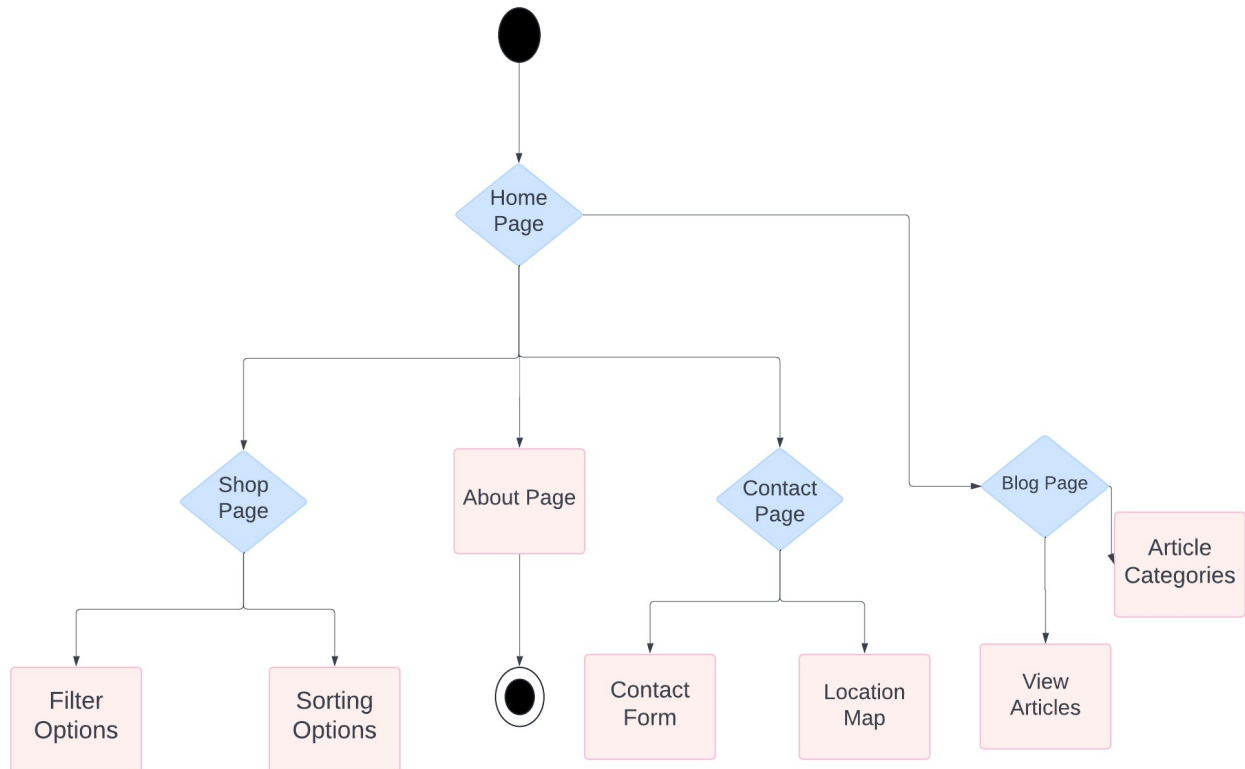 Home
Page
Shop
Page
About Page
Contact
Page
Blog Page
Article
Categories
Filter
Options
Sorting
Options
Contact
Form
Location
Map
View
Articles